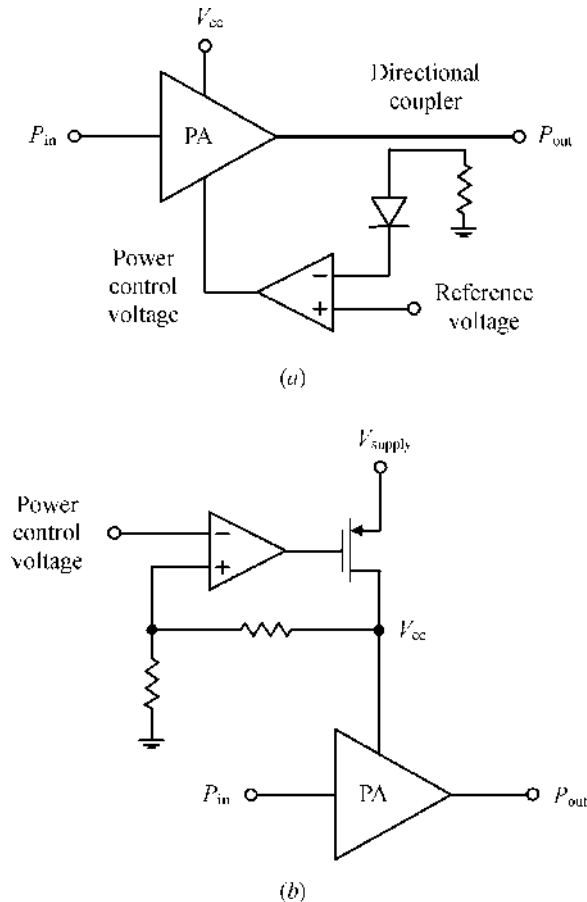 Vcc
Directional
coupler
Pin
PA
Pout
Power
control
voltage
−
+
Reference
voltage
(a)
Vsupply
Power
control
voltage
−
+
Vcc
Pin
PA
Pout
(b)